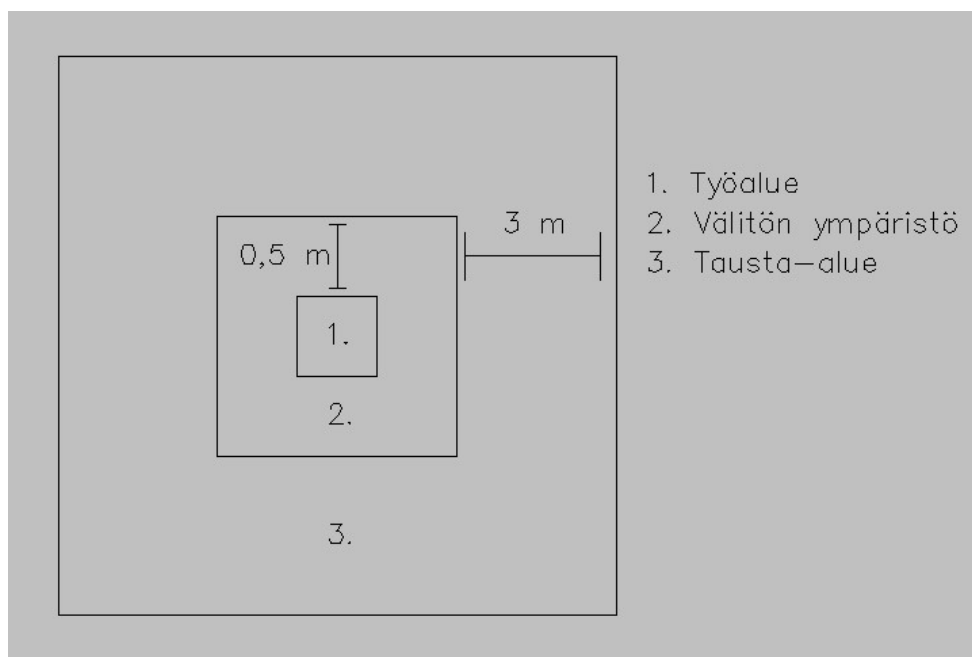 1. Työalue
3 m
2. Välitön ympäristö
0,5 m
3. Tausta-alue
1.
2.
3.